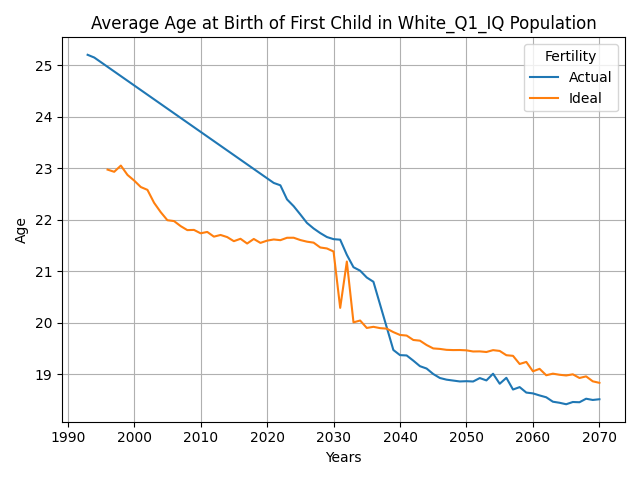 Average Age at Birth of First Child in White_Q1_IQ Population
Fertility
Actual
Ideal
Age
25
24
23
22
21
20
19
1990
2000
2010
2020
2030
2040
2050
2060
2070
Years